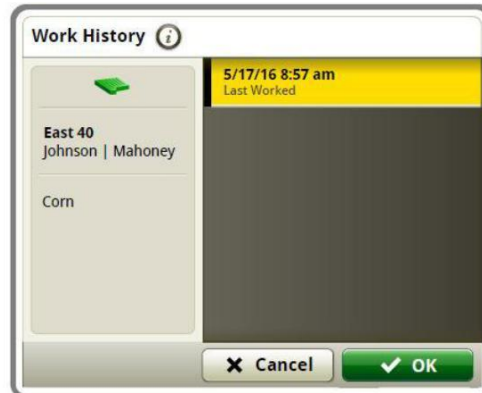 Work History
East 40
Johnson | Mahoney
Corn
5/17/16 8:57 am
Last Worked
Cancel
OK